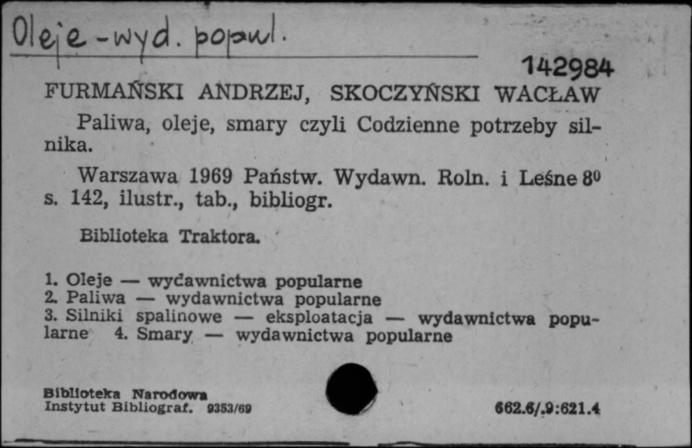 Oleje - wyd. popul.
142984
FURMAŃSKI ANDRZEJ, SKOCZYŃSKI WACŁAW
Paliwa, oleje, smary czyli Codzienne potrzeby sil-
nika.
Warszawa 1969 Państw. Wydawn. Roln. i Leśne 8⁰
s. 142, ilustr., tab., bibliogr.
Biblioteka Traktora.
1. Oleje — wydawnictwa popularne
2. Paliwa — wydawnictwa popularne
3. Silniki spalinowe — eksploatacja — wydawnictwa popu-
larne 4. Smary — wydawnictwa popularne
Biblioteka Narodowa
Instytut Bibliograf. 9353/69
662.6/.9:621.4